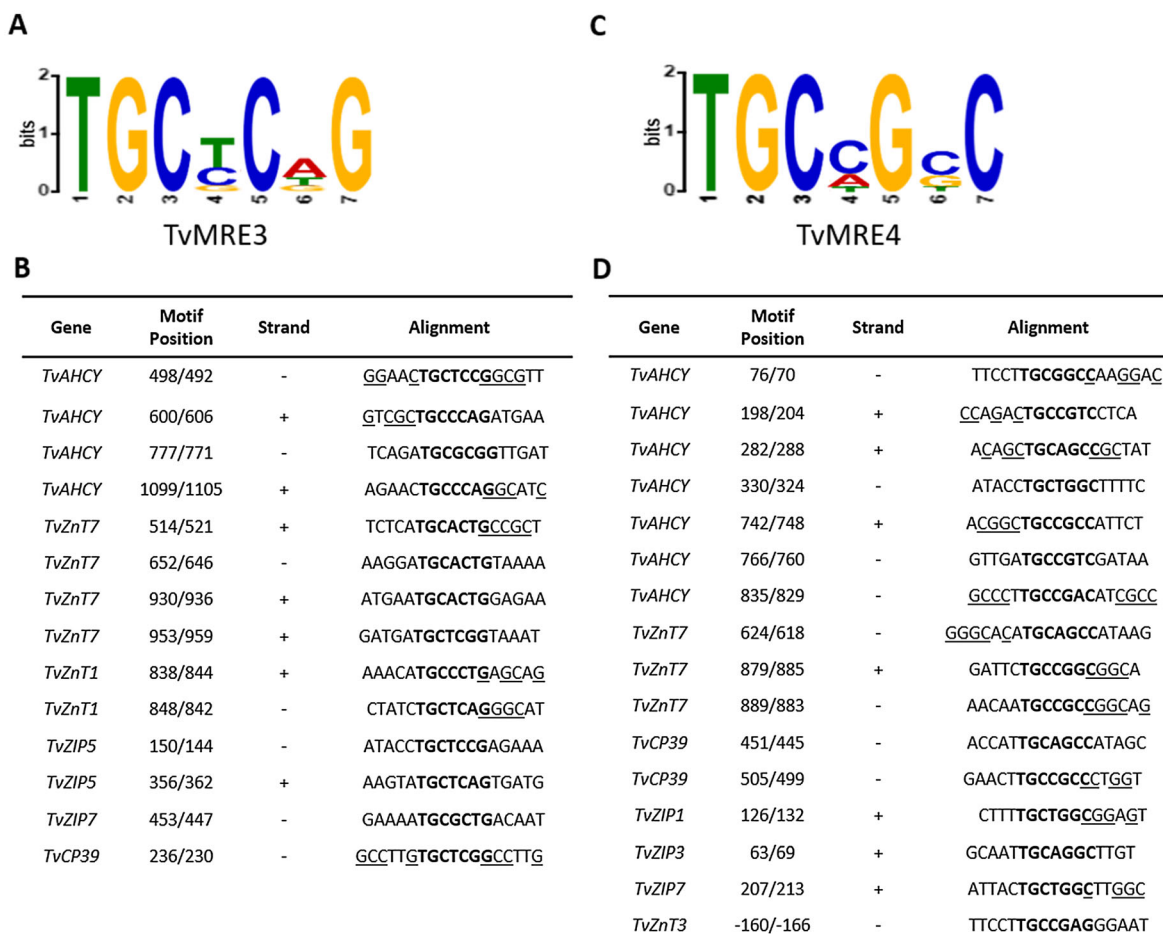 A
2
1
0
bits
TGCTCAG
C T
G G
1 2 3 4 5 6 7
TvMRE3
B
Gene Motif Position Strand Alignment
TvAHCY 498/492 - GGAACTGCTCCGGCGTT
TvAHCY 600/606 + GTCGCTGCCCAGATGAA
TvAHCY 777/771 - TCAGATGCGCGGTTGAT
TvAHCY 1099/1105 + AGAACTGCCCAGGCATC
TvZnT7 514/521 + TCTCATGCACTGCCGCT
TvZnT7 652/646 - AAGGATGCACTGTAAAA
TvZnT7 930/936 + ATGAATGCACTGGAGAA
TvZnT7 953/959 + GATGATGCTCGGTAAAT
TvZnT1 838/844 + AAACATGCCCTGAGCAG
TvZnT1 848/842 - CTATCTGCTCAGGGCAT
TvZIP5 150/144 - ATACCTGCTCCGAGAAA
TvZIP5 356/362 + AAGTATGCTCAGTGATG
TvZIP7 453/447 - GAAAATGCGCTGACAAT
TvCP39 236/230 - GCCTTGTGCTCGGCCTTG
C
2
1
0
bits
TGCCGCC
A G
T T
1 2 3 4 5 6 7
TvMRE4
D
Gene Motif Position Strand Alignment
TvAHCY 76/70 - TTCCTTGCGGCCAAGGAC
TvAHCY 198/204 + CCAGACTGCCGTCCTCA
TvAHCY 282/288 + ACAGCTGCAGCCGCTAT
TvAHCY 330/324 - ATACCTGCTGGCTTTTC
TvAHCY 742/748 + ACGGCTGCCGCCATTCT
TvAHCY 766/760 - GTTGATGCCGTCGATAA
TvAHCY 835/829 - GCCCTTGCCGACATCGCC
TvZnT7 624/618 - GGGCACATGCAGCCATAAG
TvZnT7 879/885 + GATTCTGCCGGCCGGCA
TvZnT7 889/883 - AACAATGCCGCCGGCAG
TvCP39 451/445 - ACCATTGCAGCCATAGC
TvCP39 505/499 - GAACTTGCCGCCCTGGT
TvZIP1 126/132 + CTTTTGCTGGCGGAGT
TvZIP3 63/69 + GCAATTGCAGGCTTGT
TvZIP7 207/213 + ATTACTGCTGGCTTGGC
TvZnT3 -160/-166 - TTCCTTGCCGAGGGAAT